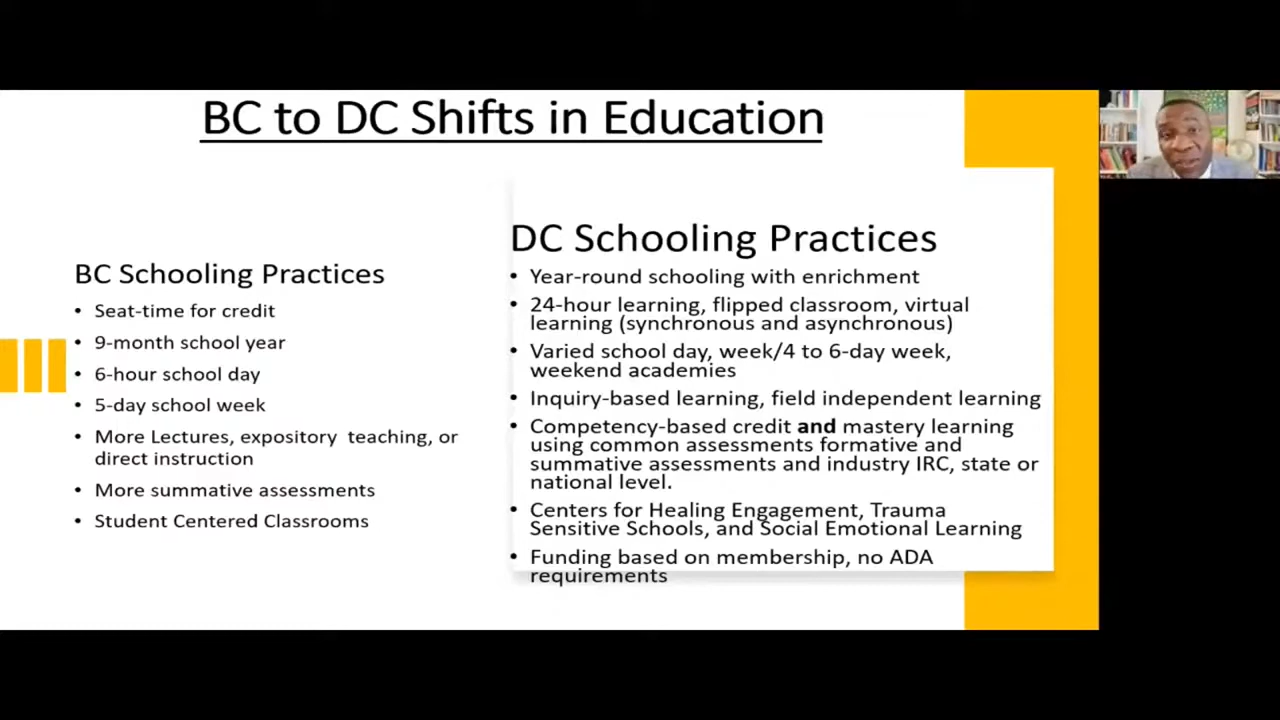 BC to DC Shifts in Education
BC Schooling Practices
• Seat-time for credit
• 9-month school year
• 6-hour school day
• 5-day school week
• More Lectures, expository teaching, or
direct instruction
• More summative assessments
• Student Centered Classrooms
DC Schooling Practices
• Year-round schooling with enrichment
• 24-hour learning, flipped classroom, virtual
learning (synchronous and asynchronous)
• Varied school day, week/4 to 6-day week,
weekend academies
• Inquiry-based learning, field independent learning
• Competency-based credit and mastery learning
using common assessments formative and
summative assessments and industry IRC, state or
national level.
• Centers for Healing Engagement, Trauma
Sensitive Schools, and Social Emotional Learning
• Funding based on membership, no ADA
requirements